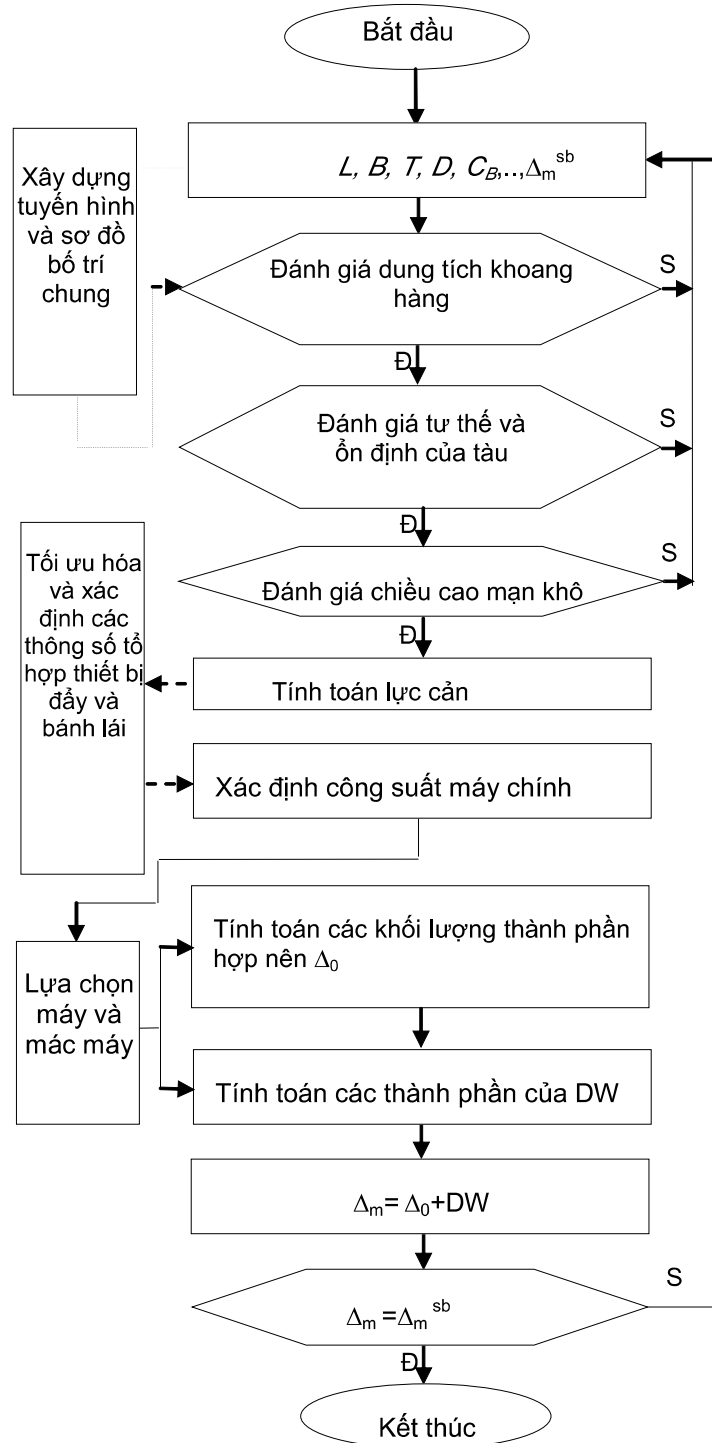 Bắt đầu
L, B, T, D, C_B,..,Δ_m^sb
Xây dựng
tuyến hình
và sơ đồ
bố trí
chung
Đánh giá dung tích khoang
hàng
S
Đ
Đánh giá tư thế và
ổn định của tàu
S
Đ
Đánh giá chiều cao mạn khô
S
Đ
Tối ưu hóa
và xác
định các
thông số tổ
hợp thiết bị
đẩy và
bánh lái
Tính toán lực cản
Xác định công suất máy chính
Lựa chọn
máy và
mác máy
Tính toán các khối lượng thành phần
hợp nên Δ₀
Tính toán các thành phần của DW
Δ_m= Δ₀+DW
Δ_m =Δ_m^sb
S
Đ
Kết thúc